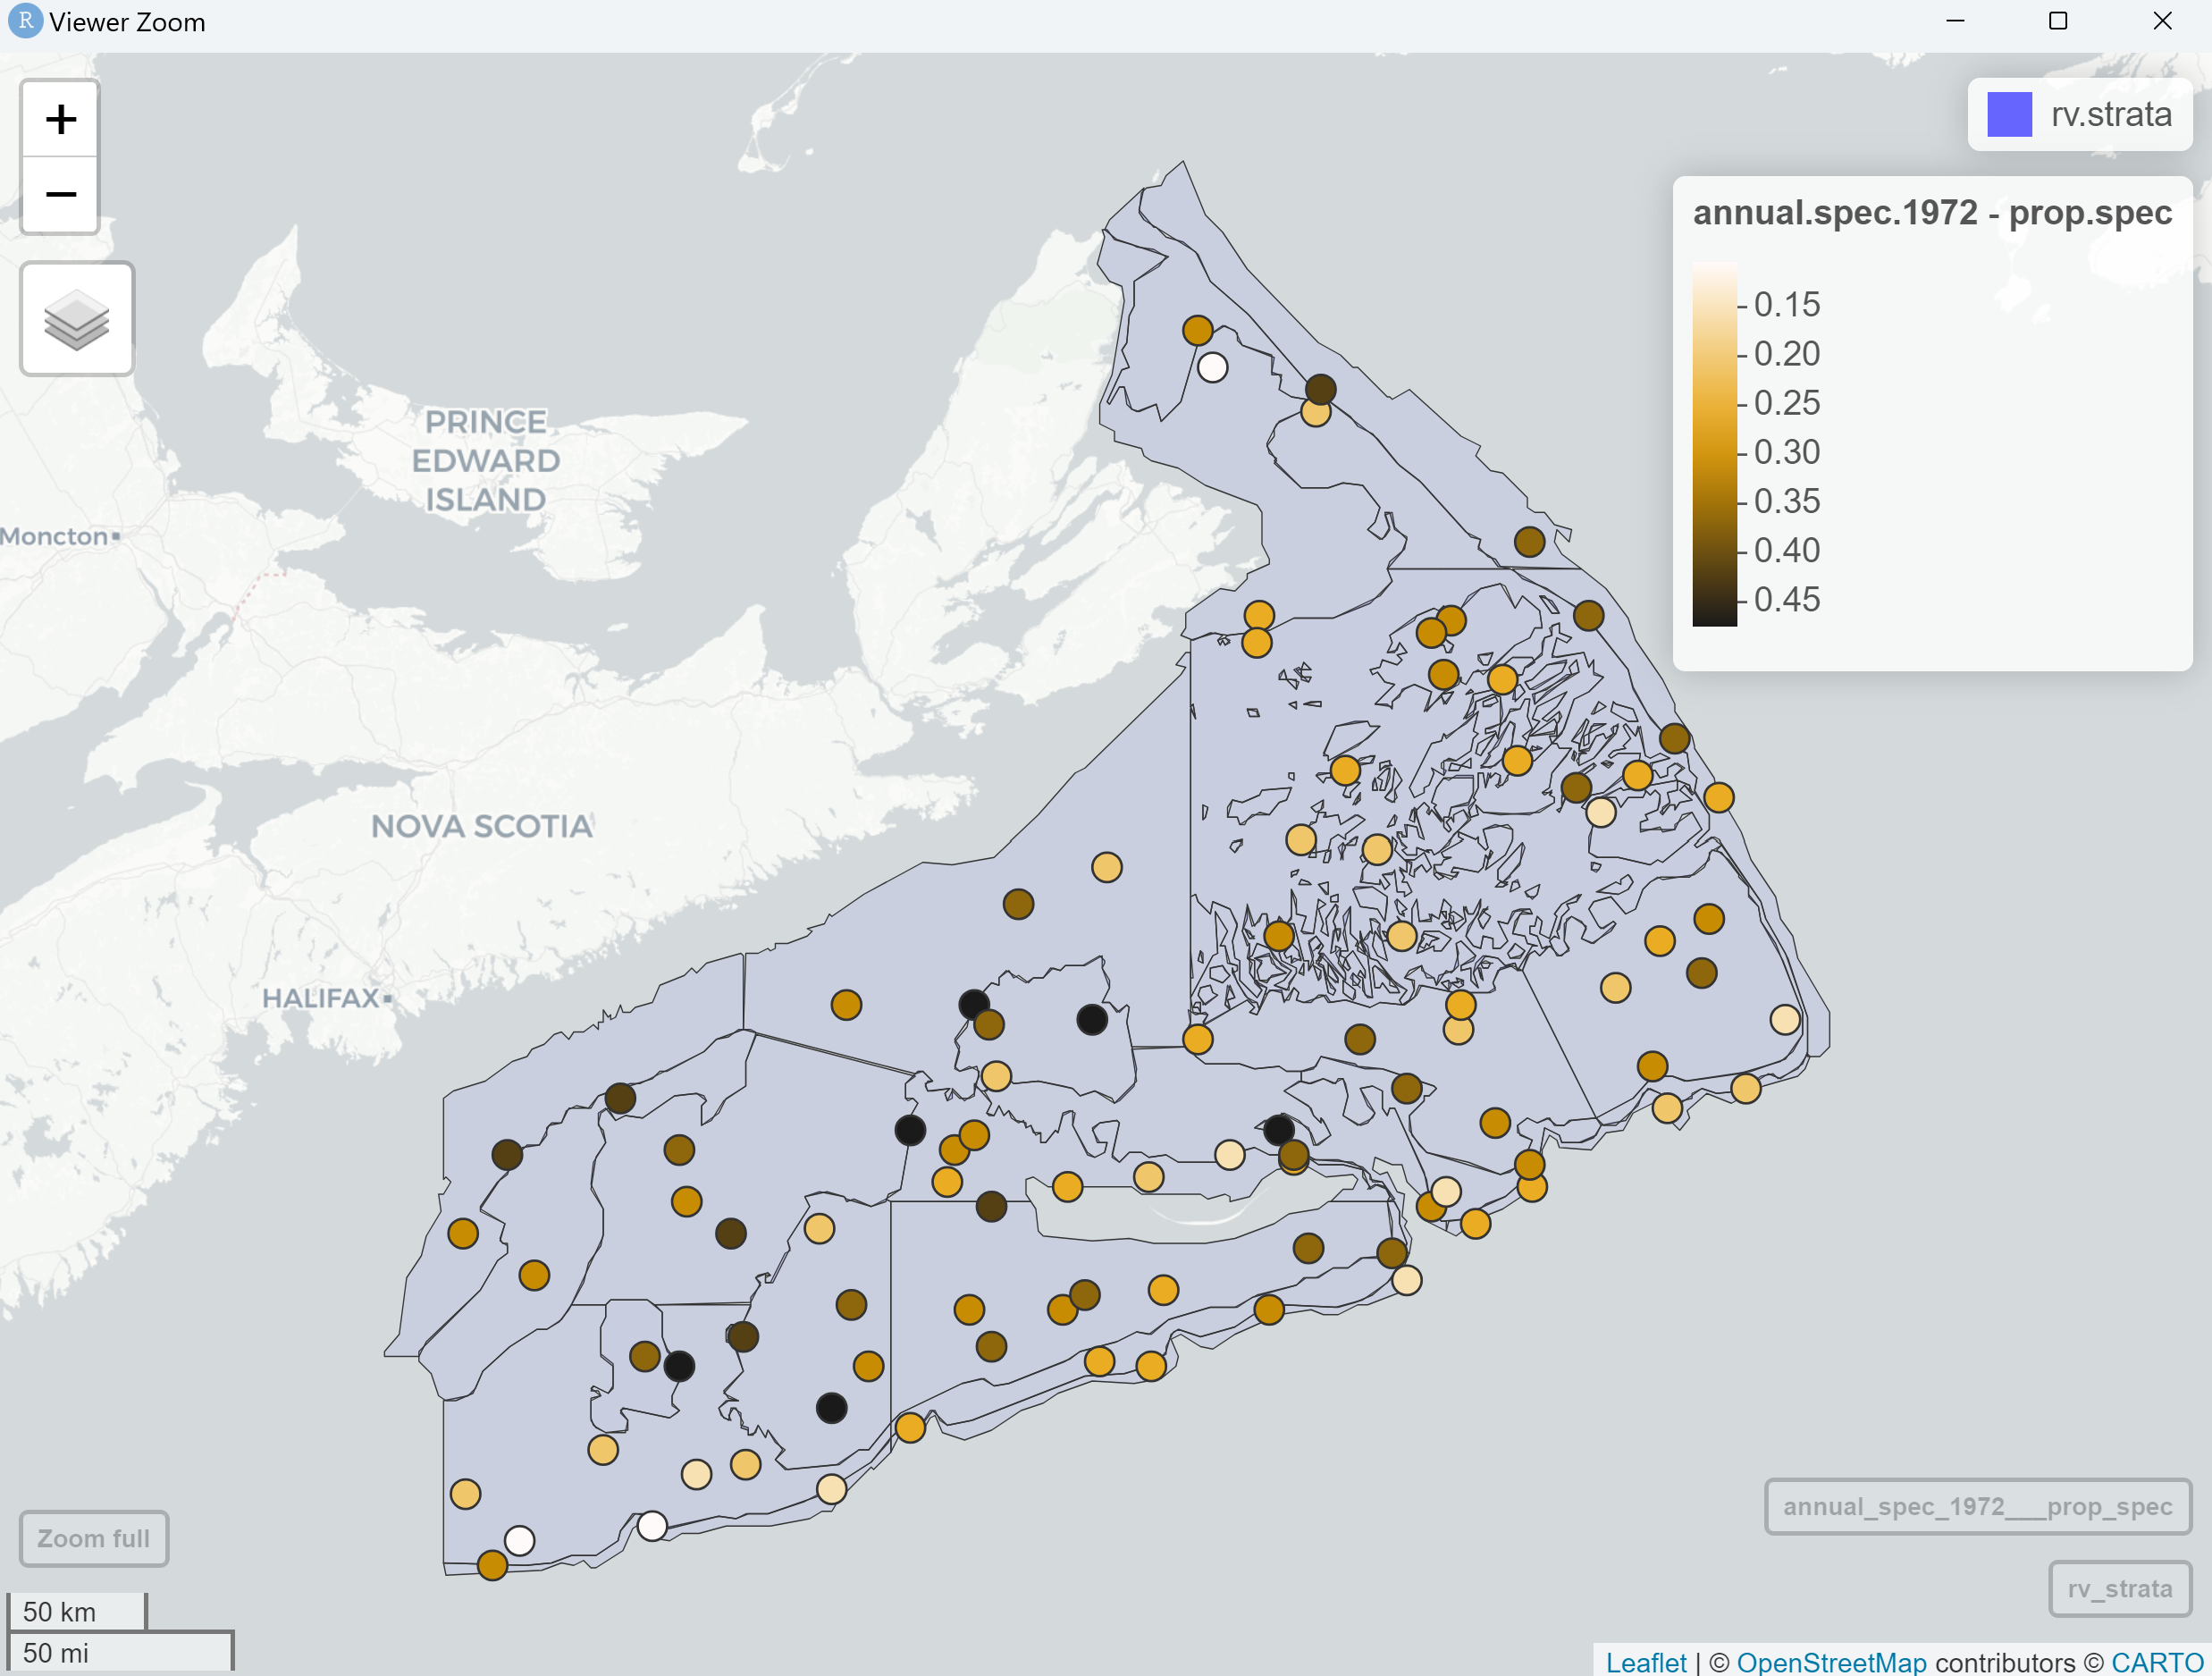 R Viewer Zoom
+
−
rv.strata
annual.spec.1972 - prop.spec
0.15
0.20
0.25
0.30
0.35
0.40
0.45
PRINCE
EDWARD
ISLAND
Moncton
NOVA SCOTIA
HALIFAX
annual_spec_1972___prop_spec
Zoom full
rv_strata
50 km
50 mi
Leaflet | © OpenStreetMap contributors © CARTO